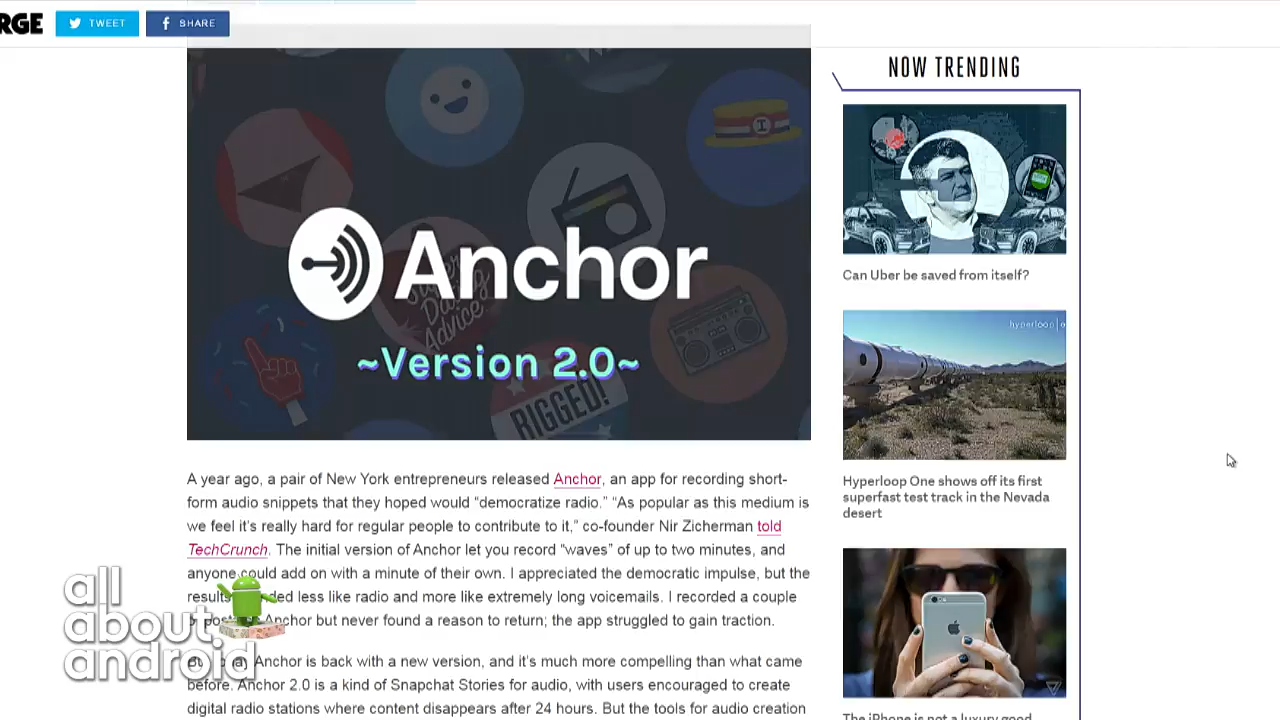 RGE
TWEET
SHARE
I
Super
Dating
Advice
Anchor
~Version 2.0~
RIGGED!
A year ago, a pair of New York entrepreneurs released Anchor, an app for recording short-
form audio snippets that they hoped would “democratize radio.” “As popular as this medium is
we feel it’s really hard for regular people to contribute to it,” co-founder Nir Zicherman told
TechCrunch. The initial version of Anchor let you record “waves” of up to two minutes, and
anyone could add on with a minute of their own. I appreciated the democratic impulse, but the
results ded less like radio and more like extremely long voicemails. I recorded a couple
Anchor but never found a reason to return; the app struggled to gain traction.
Anchor is back with a new version, and it’s much more compelling than what came
before. Anchor 2.0 is a kind of Snapchat Stories for audio, with users encouraged to create
digital radio stations where content disappears after 24 hours. But the tools for audio creation
all
about
android
NOW TRENDING
Can Uber be saved from itself?
hyperloop
Hyperloop One shows off its first
superfast test track in the Nevada
desert
The iPhone is not a luxury good